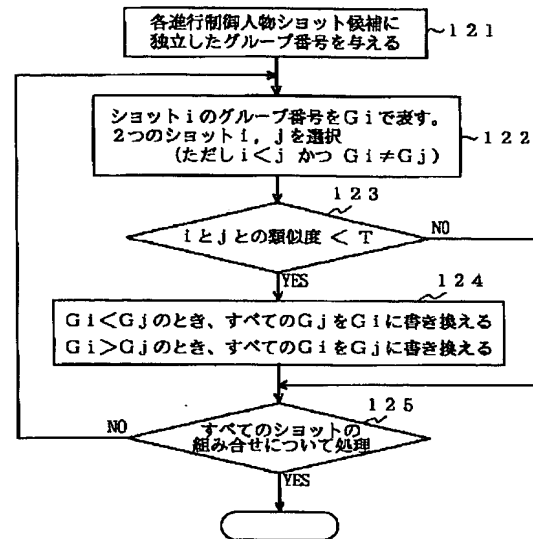 各進行制御人物ショット候補に
独立したグループ番号を与える
121
ショットiのグループ番号をGiで表す。
2つのショットi,jを選択
(ただしi<jかつ Gi≠Gj)
122
123
iとjとの類似度 < T
NO
YES
124
Gi<Gjのとき、すべてのGjをGiに書き換える
Gi>Gjのとき、すべてのGiをGjに書き換える
125
NO
すべてのショットの
組み合せについて処理
YES